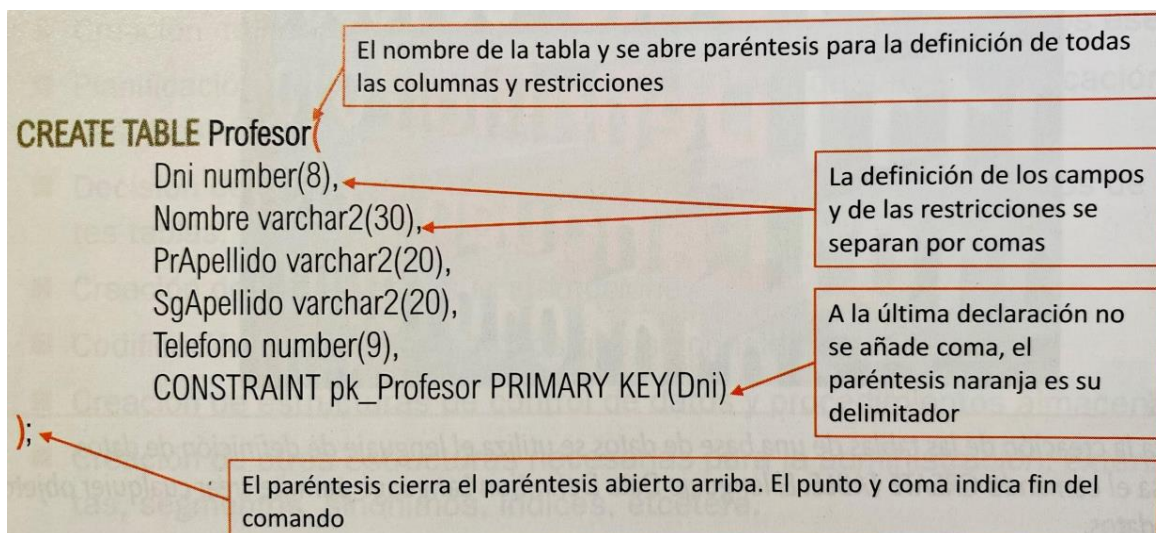 El nombre de la tabla y se abre paréntesis para la definición de todas
las columnas y restricciones
CREATE TABLE Profesor(
Dni number(8),
Nombre varchar2(30),
PrApellido varchar2(20),
SgApellido varchar2(20),
Telefono number(9),
CONSTRAINT pk_Profesor PRIMARY KEY(Dni)
);
La definición de los campos
y de las restricciones se
separan por comas
A la última declaración no
se añade coma, el
paréntesis naranja es su
delimitador
El paréntesis cierra el paréntesis abierto arriba. El punto y coma indica fin del
comando